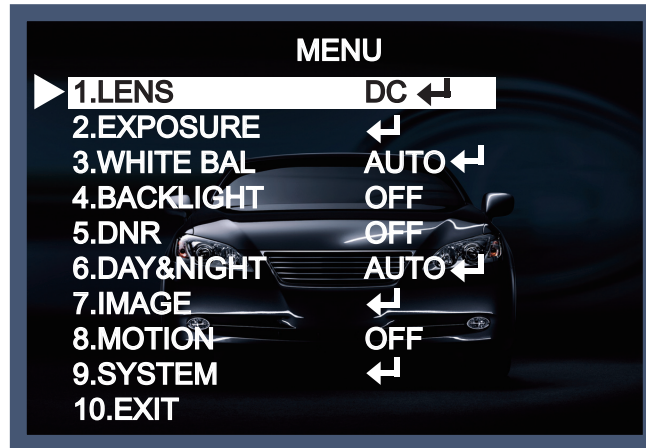 MENU
1.LENS DC ↵
2.EXPOSURE ↵
3.WHITE BAL AUTO ↵
4.BACKLIGHT OFF
5.DNR OFF
6.DAY&NIGHT AUTO ↵
7.IMAGE ↵
8.MOTION OFF
9.SYSTEM ↵
10.EXIT